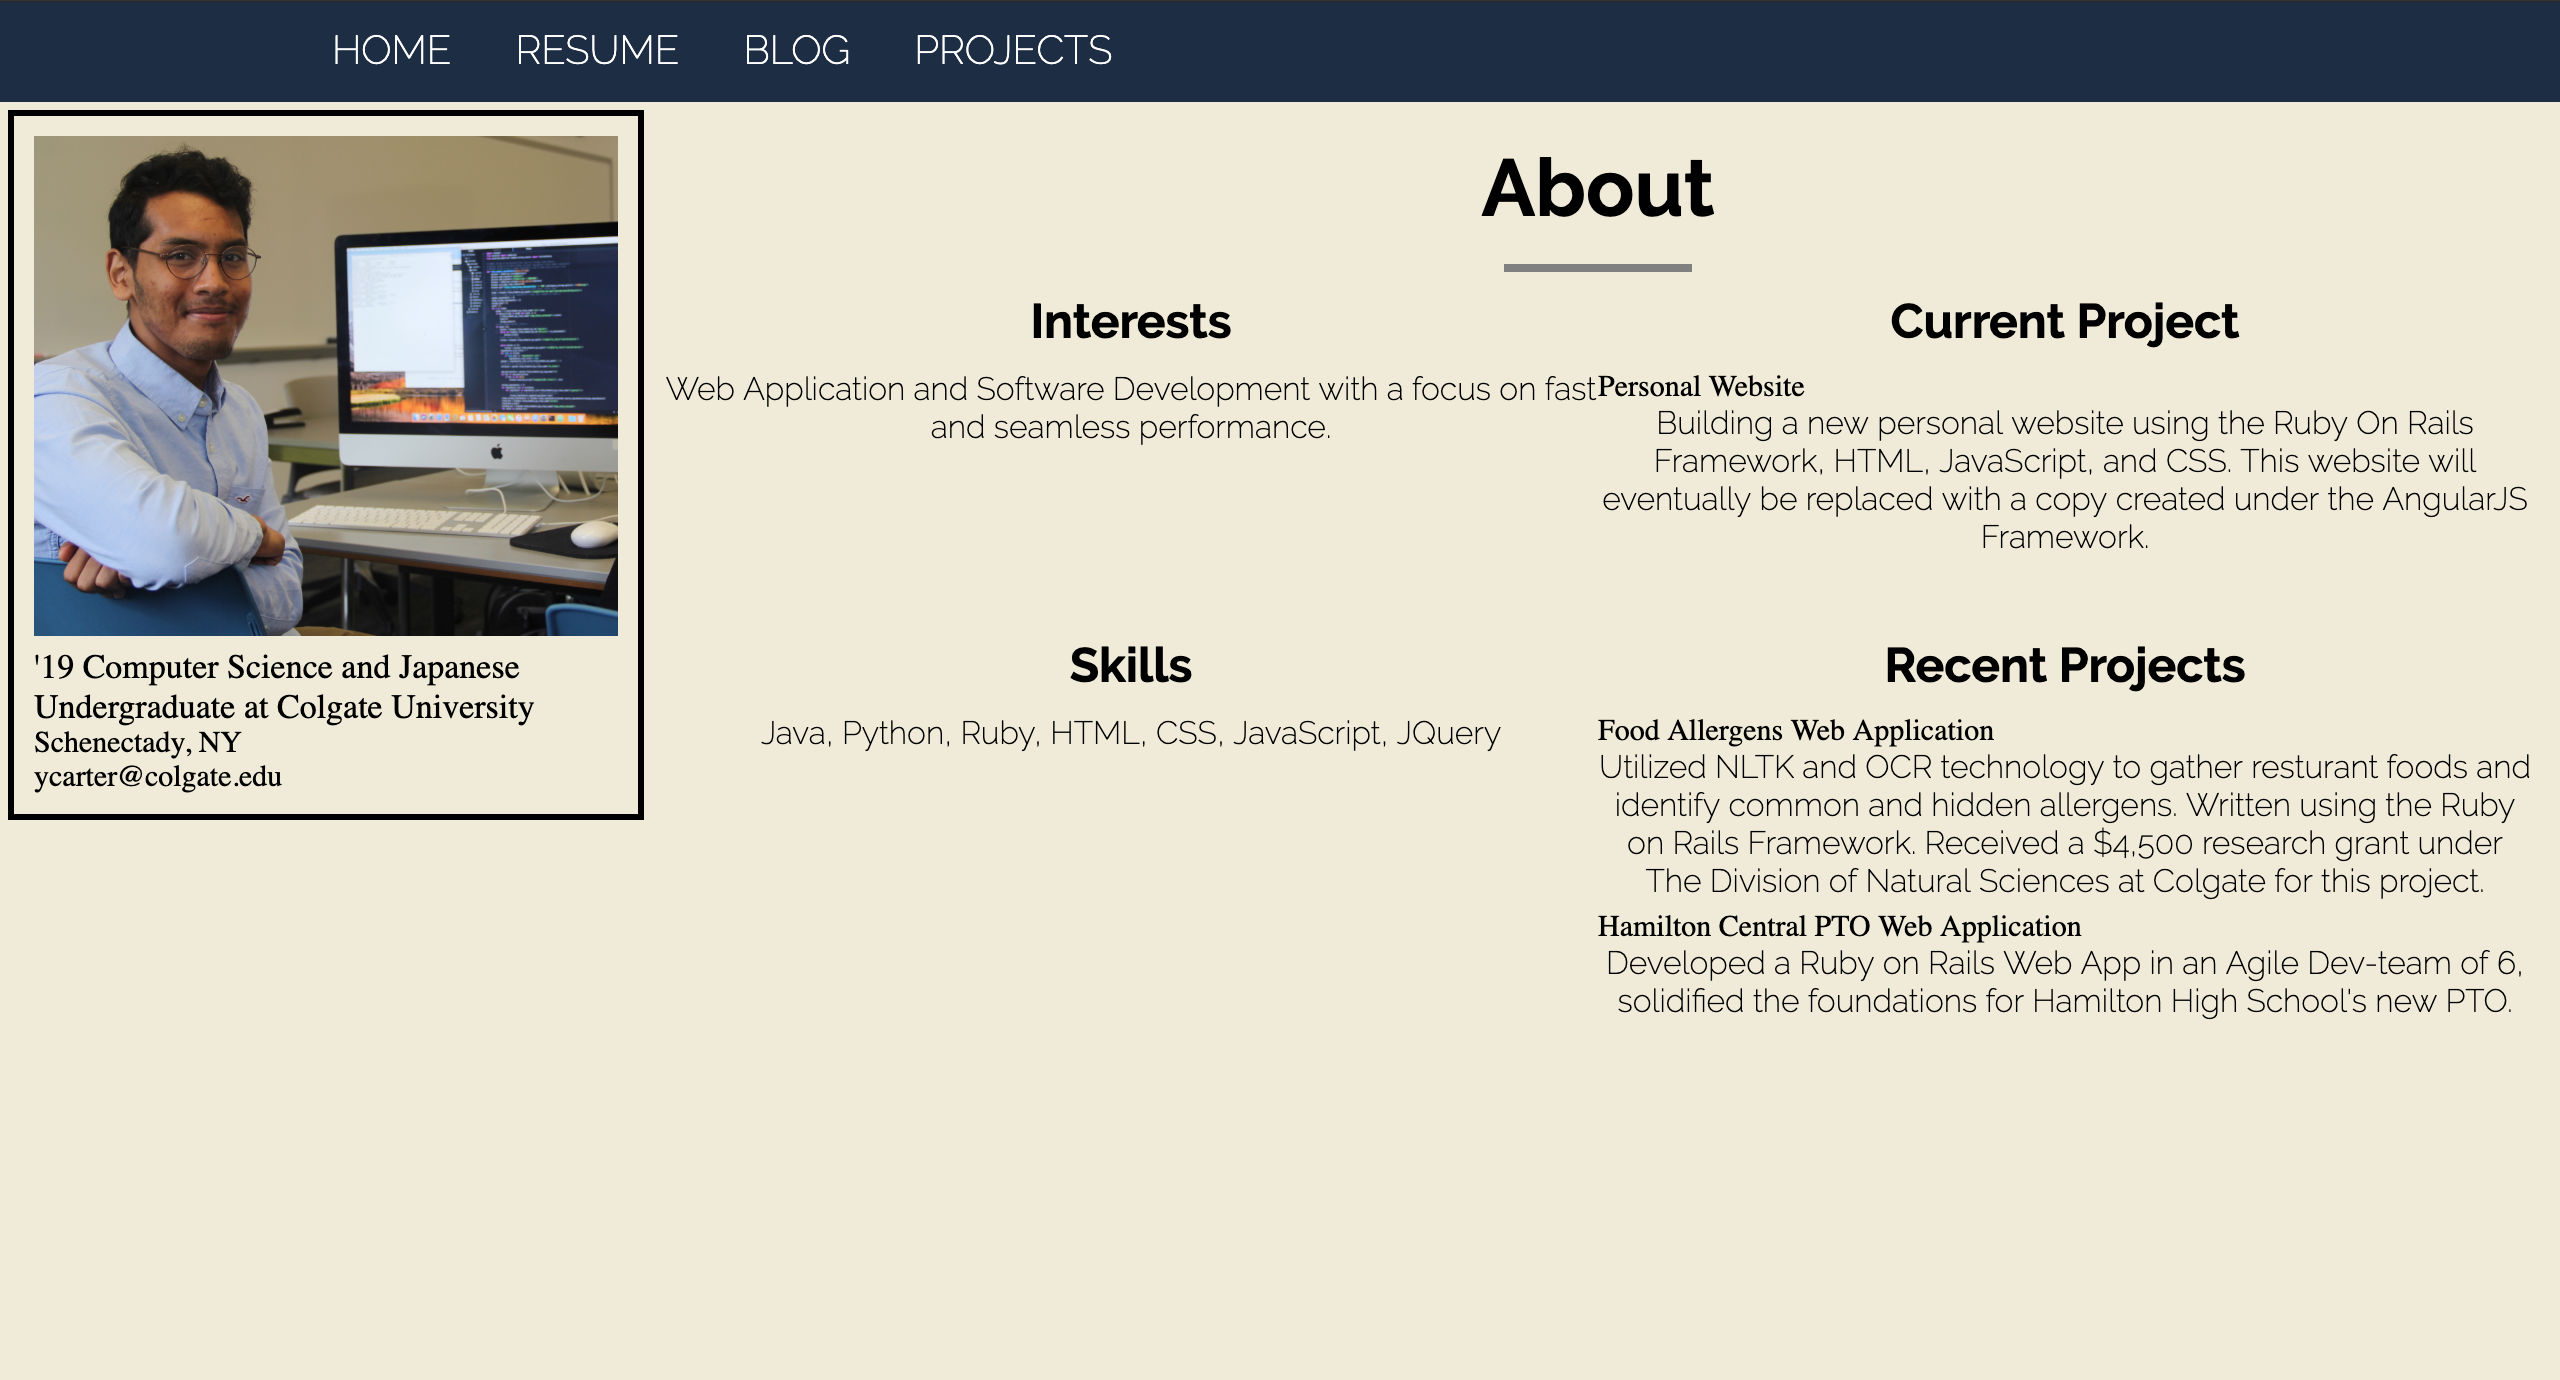 HOME RESUME BLOG PROJECTS
'19 Computer Science and Japanese
Undergraduate at Colgate University
Schenectady, NY
ycarter@colgate.edu
About
Interests
Web Application and Software Development with a focus on fast
and seamless performance.
Current Project
Personal Website
Building a new personal website using the Ruby On Rails
Framework, HTML, JavaScript, and CSS. This website will
eventually be replaced with a copy created under the AngularJS
Framework.
Skills
Java, Python, Ruby, HTML, CSS, JavaScript, JQuery
Recent Projects
Food Allergens Web Application
Utilized NLTK and OCR technology to gather resturant foods and
identify common and hidden allergens. Written using the Ruby
on Rails Framework. Received a $4,500 research grant under
The Division of Natural Sciences at Colgate for this project.
Hamilton Central PTO Web Application
Developed a Ruby on Rails Web App in an Agile Dev-team of 6,
solidified the foundations for Hamilton High School's new PTO.